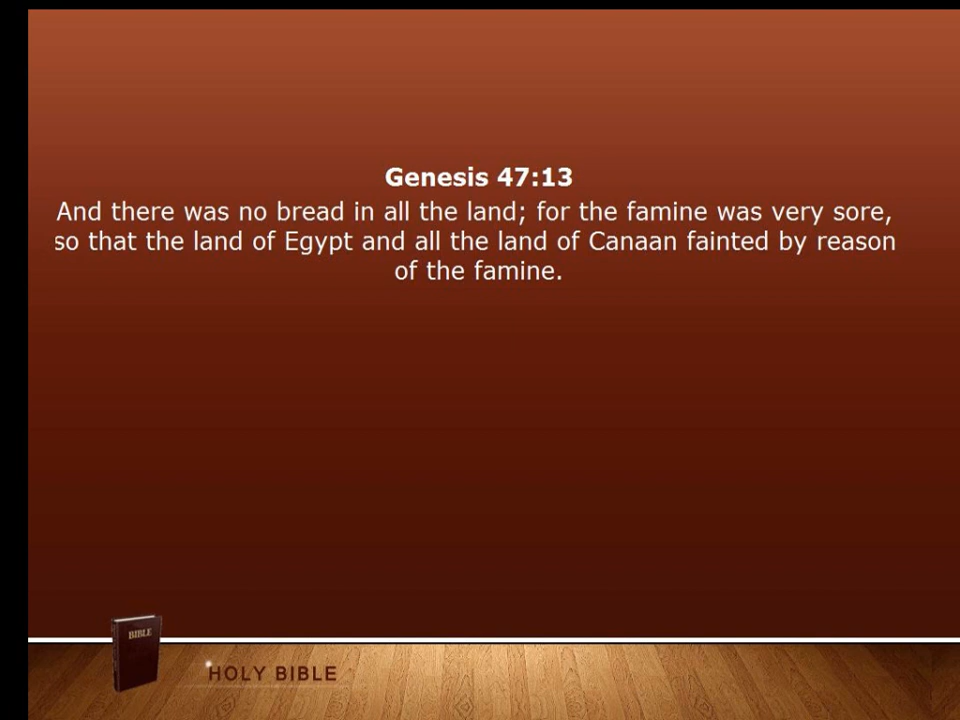 Genesis 47:13
And there was no bread in all the land; for the famine was very sore,
so that the land of Egypt and all the land of Canaan fainted by reason
of the famine.
BIBLE
HOLY BIBLE